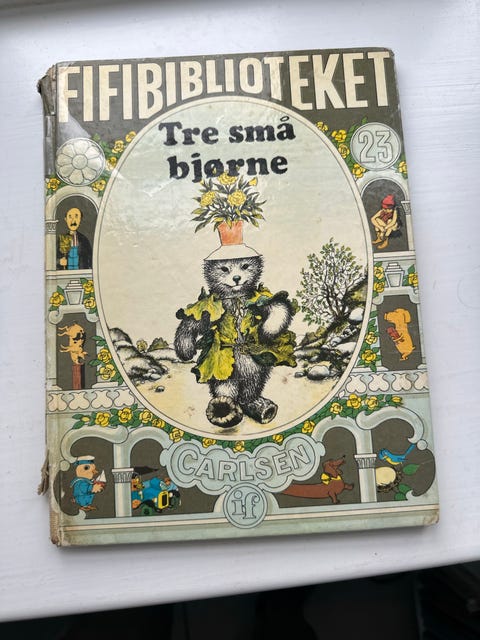 FIFIBIBLIOTEKET
Tre små
bjørne
23
CARLSEN
if